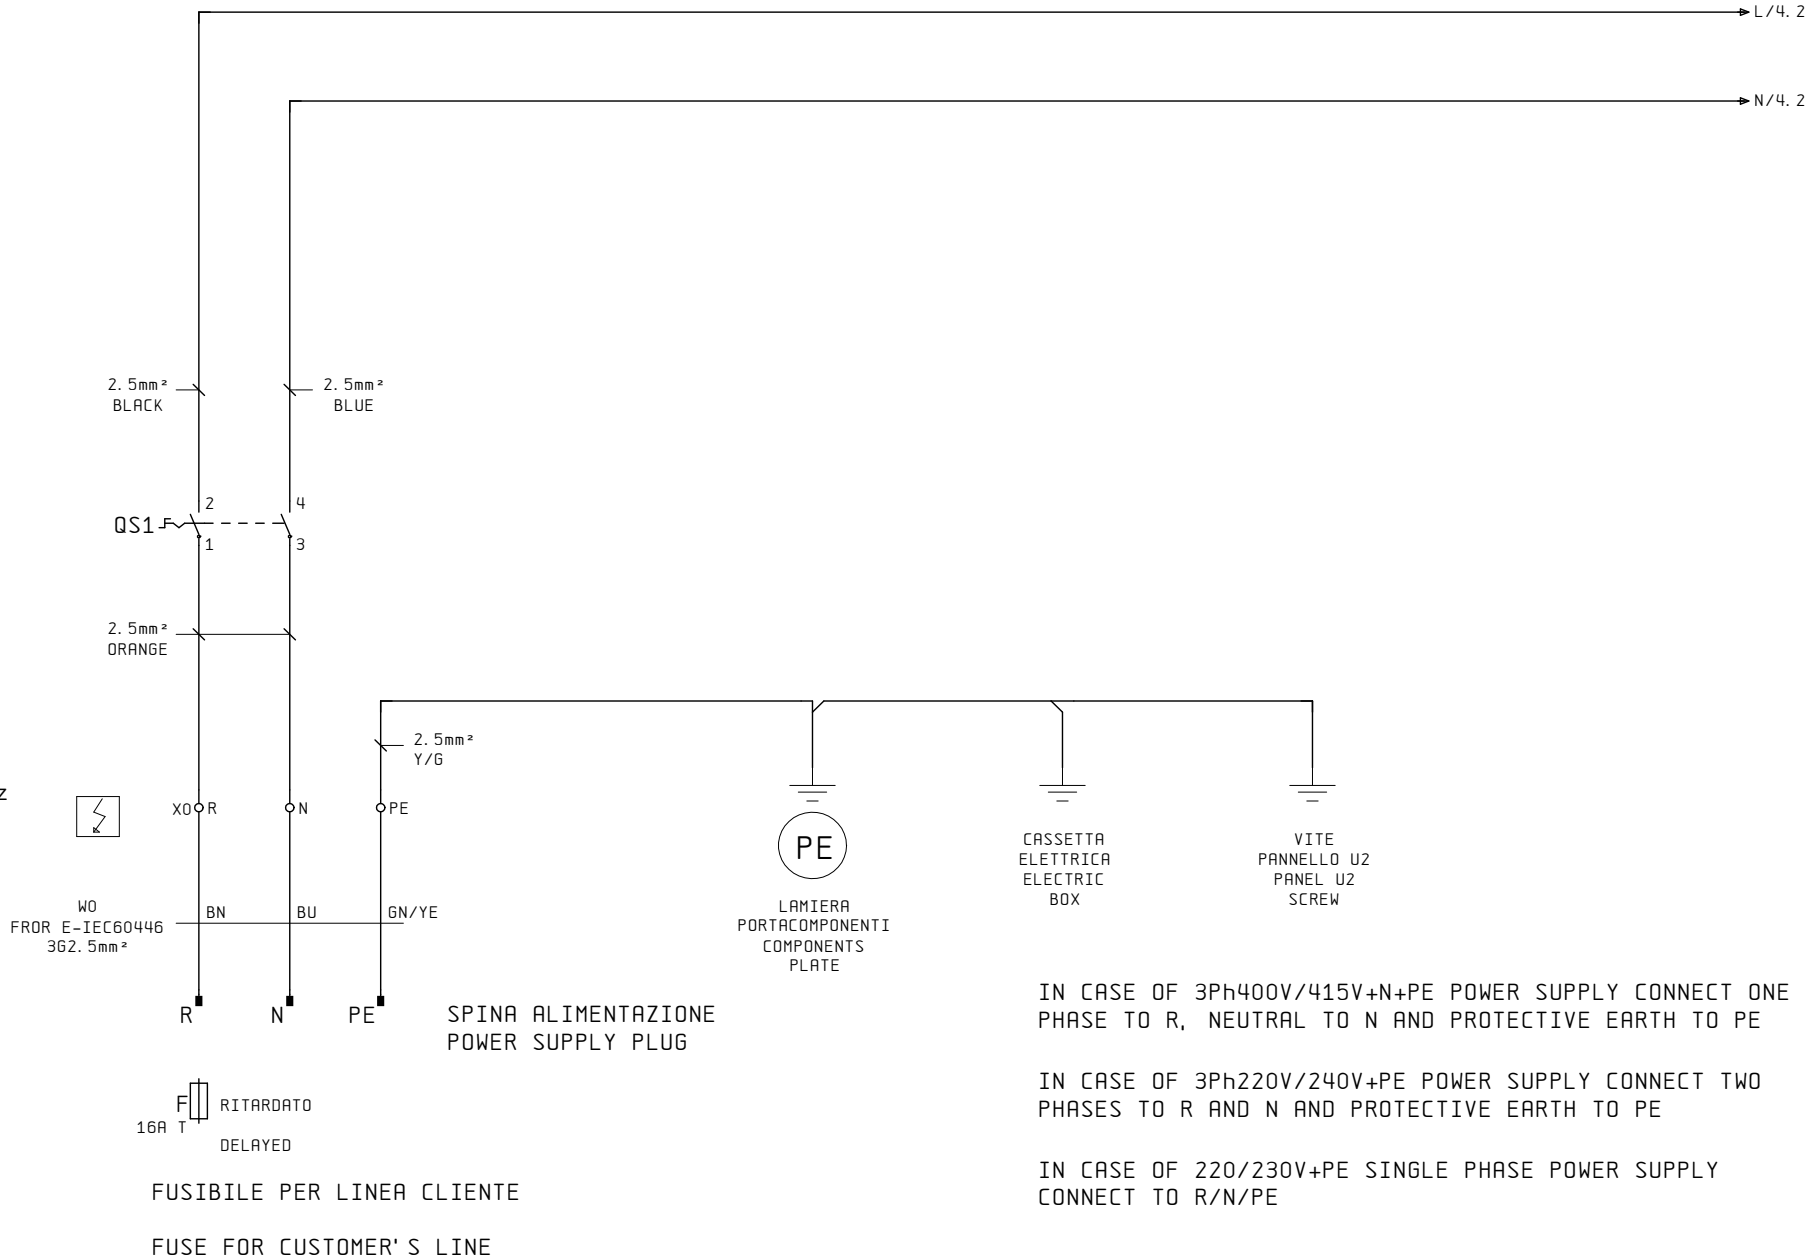 L/4.2
N/4.2
2.5mm²
BLACK
2.5mm²
BLUE
2
4
QS1
1
3
2.5mm²
ORANGE
2.5mm²
Y/G
z
X0 R
N
PE
PE
CASSETTA
ELETTRICA
ELECTRIC
BOX
VITE
PANNELLO U2
PANEL U2
SCREW
LAMIERA
PORTACOMPONENTI
COMPONENTS
PLATE
W0
FROR E-IEC60446
3G2.5mm²
BN
BU
GN/YE
R
N
PE
SPINA ALIMENTAZIONE
POWER SUPPLY PLUG
IN CASE OF 3Ph400V/415V+N+PE POWER SUPPLY CONNECT ONE
PHASE TO R, NEUTRAL TO N AND PROTECTIVE EARTH TO PE
IN CASE OF 3Ph220V/240V+PE POWER SUPPLY CONNECT TWO
PHASES TO R AND N AND PROTECTIVE EARTH TO PE
IN CASE OF 220/230V+PE SINGLE PHASE POWER SUPPLY
CONNECT TO R/N/PE
F
16A T
RITARDATO
DELAYED
FUSIBILE PER LINEA CLIENTE
FUSE FOR CUSTOMER'S LINE